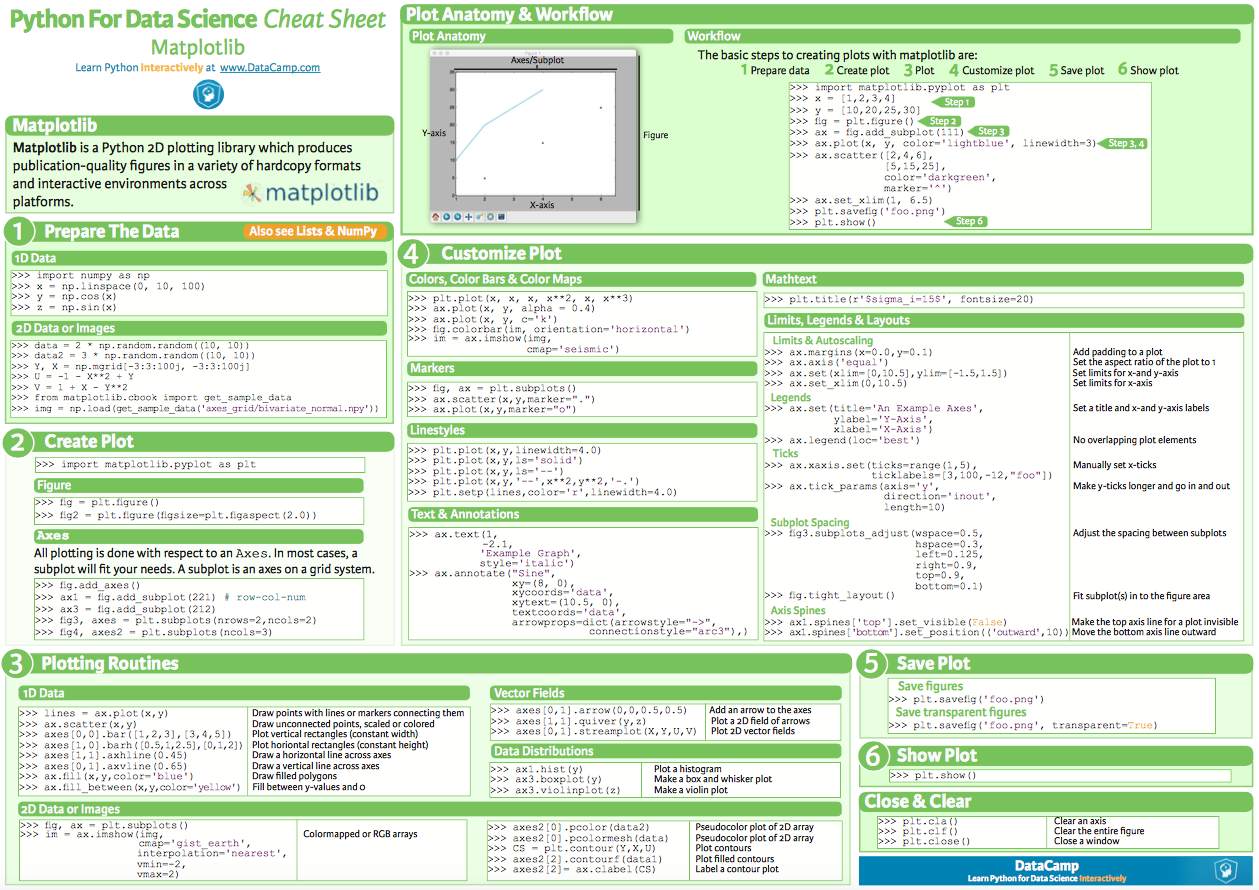 Python For Data Science Cheat Sheet
Matplotlib
Learn Python Interactively at www.DataCamp.com
Matplotlib
Matplotlib is a Python 2D plotting library which produces
publication-quality figures in a variety of hardcopy formats
and interactive environments across
platforms.
matplotlib
1 Prepare The Data
Also see Lists & NumPy
1D Data
>>> import numpy as np
>>> x = np.linspace(0, 10, 100)
>>> y = np.cos(x)
>>> z = np.sin(x)
2D Data or Images
>>> data = 2 * np.random.random((10, 10))
>>> data2 = 3 * np.random.random((10, 10))
>>> Y, X = np.mgrid[-3:3:100j, -3:3:100j]
>>> U = -1 - X**2 + Y
>>> V = 1 + X - Y**2
>>> from matplotlib.cbook import get_sample_data
>>> img = np.load(get_sample_data('axes_grid/bivariate_normal.npy'))
2 Create Plot
>>> import matplotlib.pyplot as plt
Figure
>>> fig = plt.figure()
>>> fig2 = plt.figure(figsize=plt.figaspect(2.0))
Axes
All plotting is done with respect to an Axes. In most cases, a
subplot will fit your needs. A subplot is an axes on a grid system.
>>> fig.add_axes()
>>> ax1 = fig.add_subplot(221) # row-col-num
>>> ax3 = fig.add_subplot(212)
>>> fig3, axes = plt.subplots(nrows=2,ncols=2)
>>> fig4, axes2 = plt.subplots(ncols=3)
Plot Anatomy & Workflow
Plot Anatomy
Figure 1
Axes/Subplot
Y-axis
Figure
X-axis
Workflow
The basic steps to creating plots with matplotlib are:
1 Prepare data 2 Create plot 3 Plot 4 Customize plot 5 Save plot 6 Show plot
>>> import matplotlib.pyplot as plt
>>> x = [1,2,3,4]
Step 1
>>> y = [10,20,25,30]
>>> fig = plt.figure() Step 2
>>> ax = fig.add_subplot(111) Step 3
>>> ax.plot(x, y, color='lightblue', linewidth=3) Step 3, 4
>>> ax.scatter([2,4,6],
[5,15,25],
color='darkgreen',
marker='^')
>>> ax.set_xlim(1, 6.5)
>>> plt.savefig('foo.png')
>>> plt.show() Step 6
4 Customize Plot
Colors, Color Bars & Color Maps
>>> plt.plot(x, x, x, x**2, x, x**3)
>>> ax.plot(x, y, alpha = 0.4)
>>> ax.plot(x, y, c='k')
>>> fig.colorbar(im, orientation='horizontal')
>>> im = ax.imshow(img,
cmap='seismic')
Markers
>>> fig, ax = plt.subplots()
>>> ax.scatter(x,y,marker=".")
>>> ax.plot(x,y,marker="o")
Linestyles
>>> plt.plot(x,y,linewidth=4.0)
>>> plt.plot(x,y,ls='solid')
>>> plt.plot(x,y,ls='--')
>>> plt.plot(x,y,'--',x**2,y**2,'-.')
>>> plt.setp(lines,color='r',linewidth=4.0)
Text & Annotations
>>> ax.text(1,
-2.1,
'Example Graph',
style='italic')
>>> ax.annotate("Sine",
xy=(8, 0),
xycoords='data',
xytext=(10.5, 0),
textcoords='data',
arrowprops=dict(arrowstyle="->",
connectionstyle="arc3"),)
Mathtext
>>> plt.title(r'$sigma_i=15$', fontsize=20)
Limits, Legends & Layouts
Limits & Autoscaling
>>> ax.margins(x=0.0,y=0.1) Add padding to a plot
>>> ax.axis('equal') Set the aspect ratio of the plot to 1
>>> ax.set(xlim=[0,10.5],ylim=[-1.5,1.5]) Set limits for x-and y-axis
>>> ax.set_xlim(0,10.5) Set limits for x-axis
Legends
>>> ax.set(title='An Example Axes', Set a title and x-and y-axis labels
ylabel='Y-Axis',
xlabel='X-Axis')
>>> ax.legend(loc='best') No overlapping plot elements
Ticks
>>> ax.xaxis.set(ticks=range(1,5), Manually set x-ticks
ticklabels=[3,100,-12,"foo"])
>>> ax.tick_params(axis='y', Make y-ticks longer and go in and out
direction='inout',
length=10)
Subplot Spacing
>>> fig3.subplots_adjust(wspace=0.5, Adjust the spacing between subplots
hspace=0.3,
left=0.125,
right=0.9,
top=0.9,
bottom=0.1)
>>> fig.tight_layout() Fit subplot(s) in to the figure area
Axis Spines
>>> ax1.spines['top'].set_visible(False) Make the top axis line for a plot invisible
>>> ax1.spines['bottom'].set_position(('outward',10)) Move the bottom axis line outward
3 Plotting Routines
1D Data
>>> lines = ax.plot(x,y) Draw points with lines or markers connecting them
>>> ax.scatter(x,y) Draw unconnected points, scaled or colored
>>> axes[0,0].bar([1,2,3],[3,4,5]) Plot vertical rectangles (constant width)
>>> axes[1,0].barh([0.5,1,2.5],[0,1,2]) Plot horiontal rectangles (constant height)
>>> axes[1,1].axhline(0.45) Draw a horizontal line across axes
>>> axes[0,1].axvline(0.65) Draw a vertical line across axes
>>> ax.fill(x,y,color='blue') Draw filled polygons
>>> ax.fill_between(x,y,color='yellow') Fill between y-values and 0
2D Data or Images
>>> fig, ax = plt.subplots()
>>> im = ax.imshow(img, Colormapped or RGB arrays
cmap='gist_earth',
interpolation='nearest',
vmin=-2,
vmax=2)
Vector Fields
>>> axes[0,1].arrow(0,0,0.5,0.5) Add an arrow to the axes
>>> axes[1,1].quiver(y,z) Plot a 2D field of arrows
>>> axes[0,1].streamplot(X,Y,U,V) Plot 2D vector fields
Data Distributions
>>> ax1.hist(y) Plot a histogram
>>> ax3.boxplot(y) Make a box and whisker plot
>>> ax3.violinplot(z) Make a violin plot
>>> axes2[0].pcolor(data2) Pseudocolor plot of 2D array
>>> axes2[0].pcolormesh(data) Pseudocolor plot of 2D array
>>> CS = plt.contour(Y,X,U) Plot contours
>>> axes2[2].contourf(data1) Plot filled contours
>>> axes2[2]= ax.clabel(CS) Label a contour plot
5 Save Plot
Save figures
>>> plt.savefig('foo.png')
Save transparent figures
>>> plt.savefig('foo.png', transparent=True)
6 Show Plot
>>> plt.show()
Close & Clear
>>> plt.cla() Clear an axis
>>> plt.clf() Clear the entire figure
>>> plt.close() Close a window
DataCamp
Learn Python for Data Science Interactively